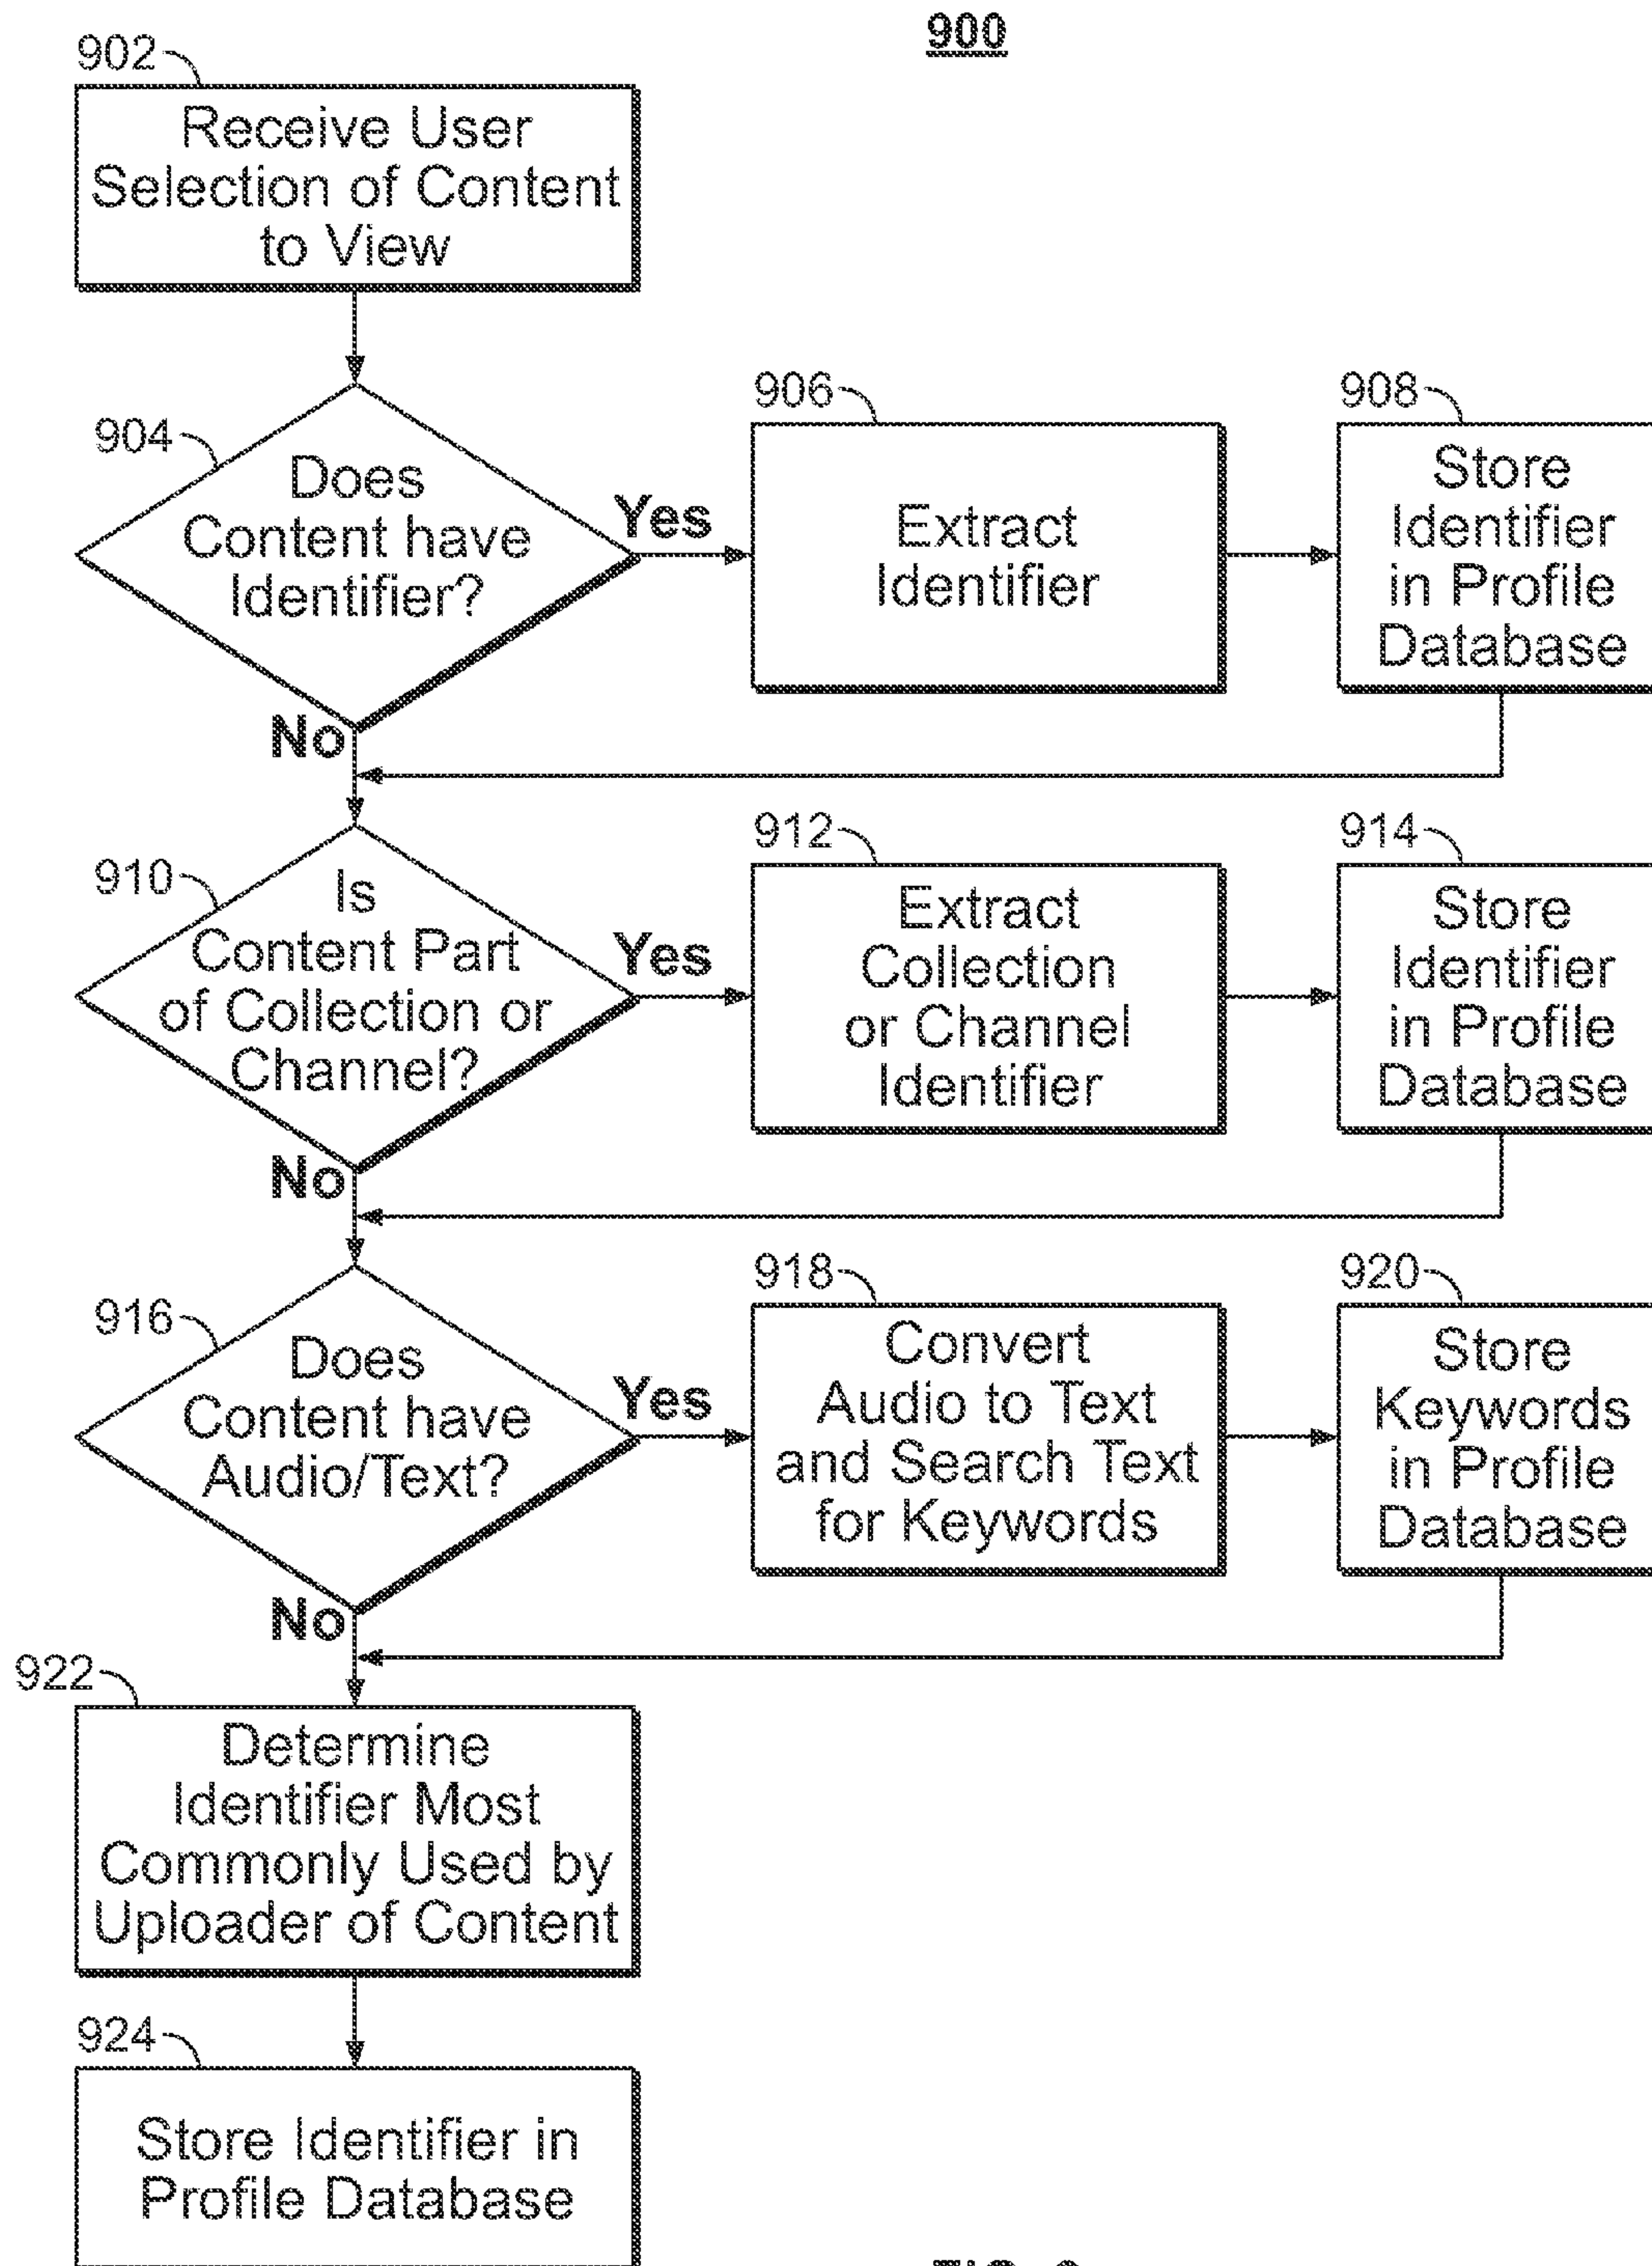 900
902
Receive User
Selection of Content
to View
904
Does
Content have
Identifier?
Yes
No
906
Extract
Identifier
908
Store
Identifier
in Profile
Database
910
Is
Content Part
of Collection or
Channel?
Yes
No
912
Extract
Collection
or Channel
Identifier
914
Store
Identifier
in Profile
Database
916
Does
Content have
Audio/Text?
Yes
No
918
Convert
Audio to Text
and Search Text
for Keywords
920
Store
Keywords
in Profile
Database
922
Determine
Identifier Most
Commonly Used by
Uploader of Content
924
Store Identifier in
Profile Database